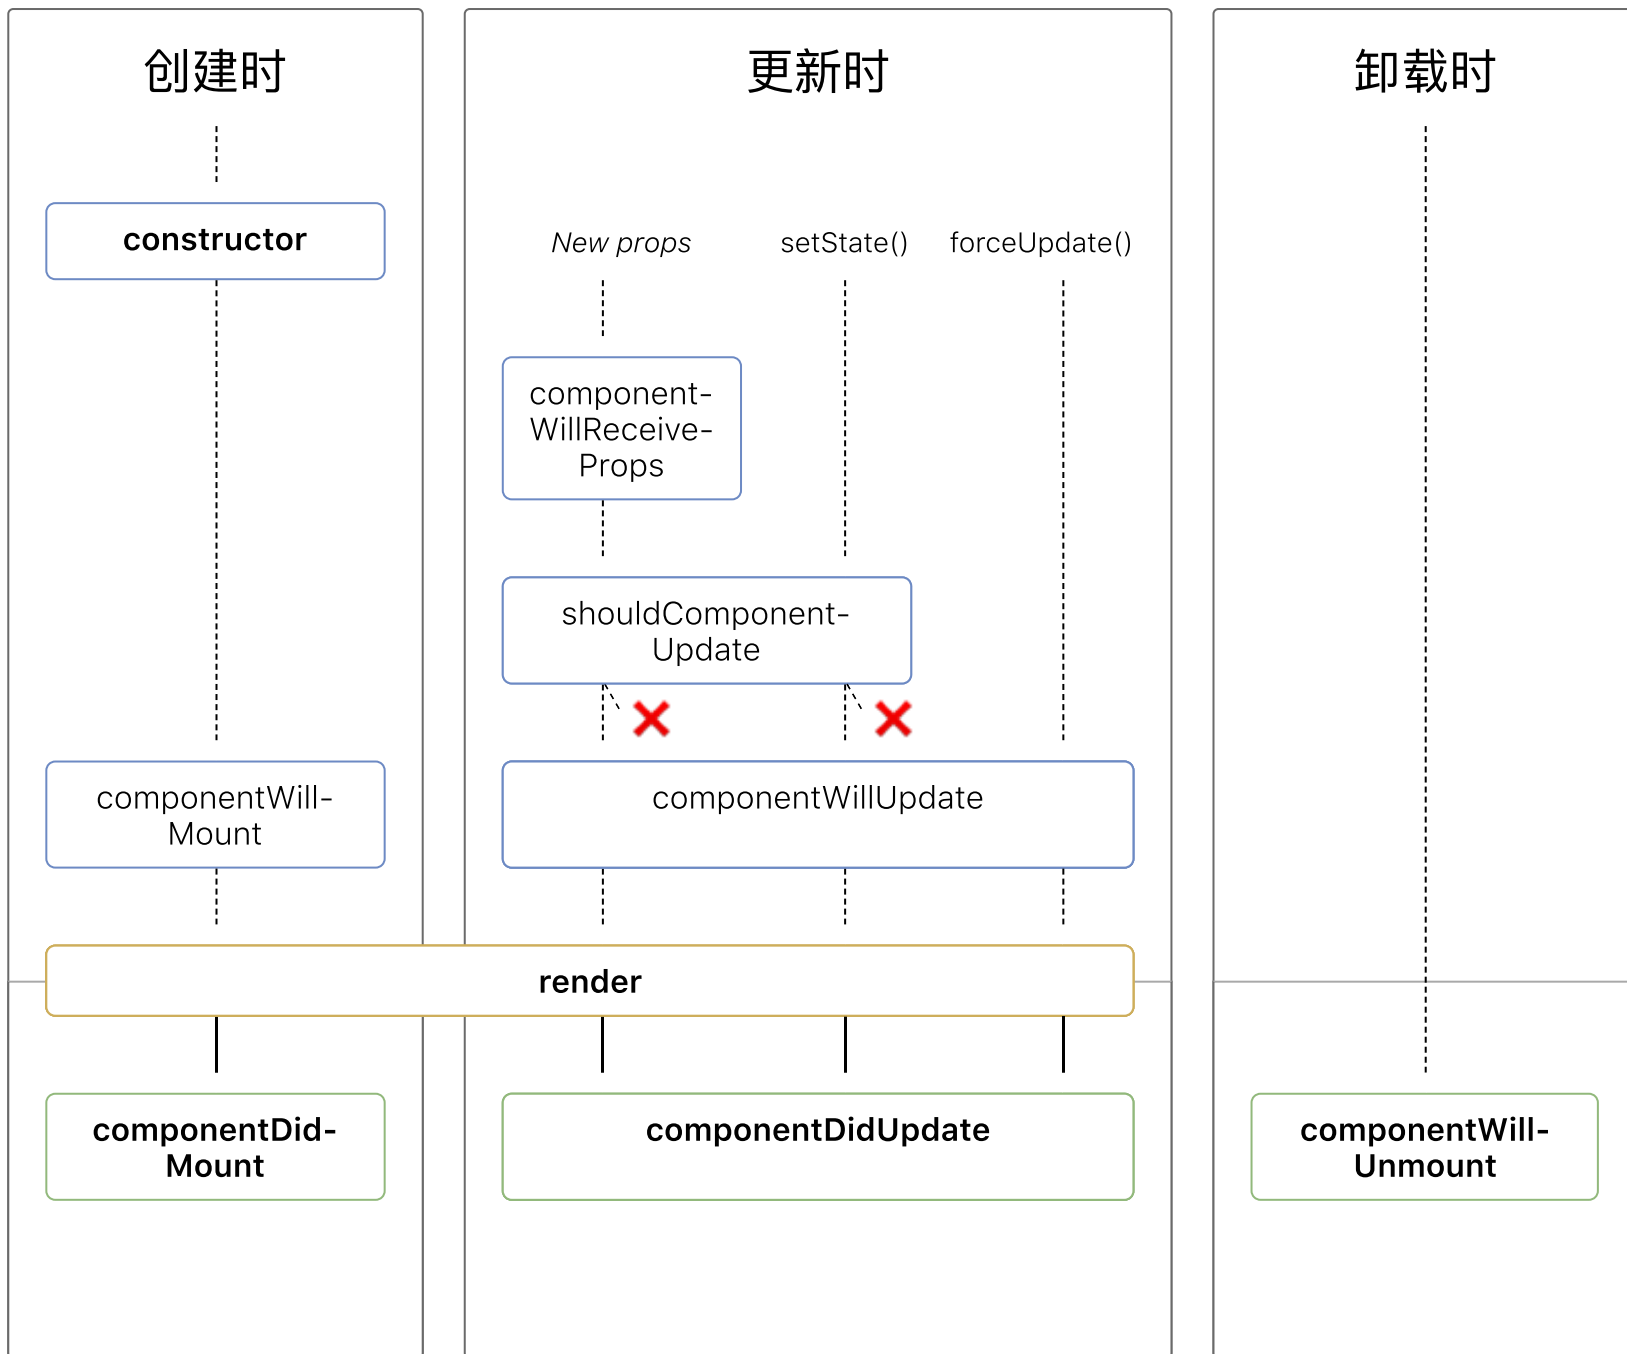 创建时
更新时
卸载时
constructor
New props
setState()
forceUpdate()
component-
WillReceive-
Props
shouldComponent-
Update
componentWill-
Mount
componentWillUpdate
render
componentDid-
Mount
componentDidUpdate
componentWill-
Unmount